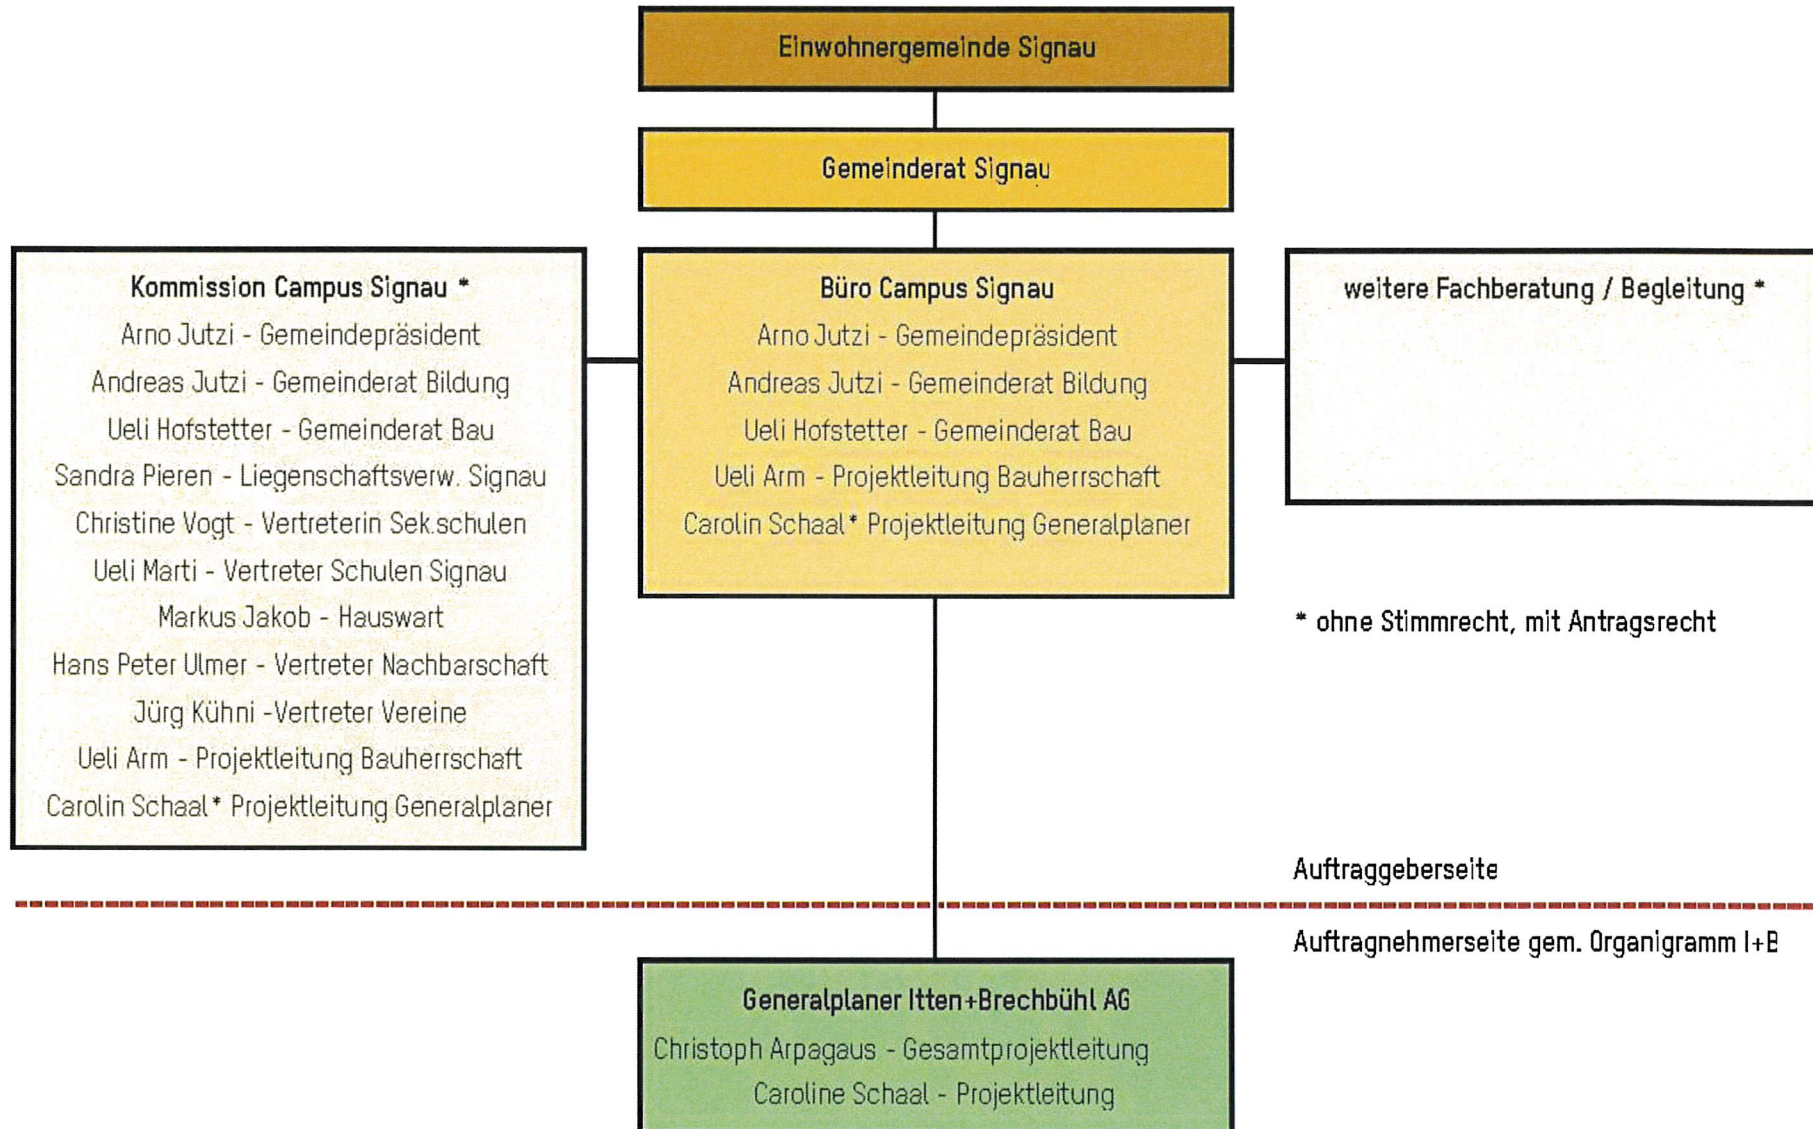 Einwohnergemeinde Signau
Gemeinderat Signau
Kommission Campus Signau *
Arno Jutzi - Gemeindepräsident
Andreas Jutzi - Gemeinderat Bildung
Ueli Hofstetter - Gemeinderat Bau
Sandra Pieren - Liegenschaftsverw. Signau
Christine Vogt - Vertreterin Sek.schulen
Ueli Marti - Vertreter Schulen Signau
Markus Jakob - Hauswart
Hans Peter Ulmer - Vertreter Nachbarschaft
Jürg Kühni -Vertreter Vereine
Ueli Arm - Projektleitung Bauherrschaft
Carolin Schaal* Projektleitung Generalplaner
Büro Campus Signau
Arno Jutzi - Gemeindepräsident
Andreas Jutzi - Gemeinderat Bildung
Ueli Hofstetter - Gemeinderat Bau
Ueli Arm - Projektleitung Bauherrschaft
Carolin Schaal* Projektleitung Generalplaner
weitere Fachberatung / Begleitung *
* ohne Stimmrecht, mit Antragsrecht
Auftraggeberseite
Auftragnehmerseite gem. Organigramm I+B
Generalplaner Itten+Brechbühl AG
Christoph Arpagaus - Gesamtprojektleitung
Caroline Schaal - Projektleitung